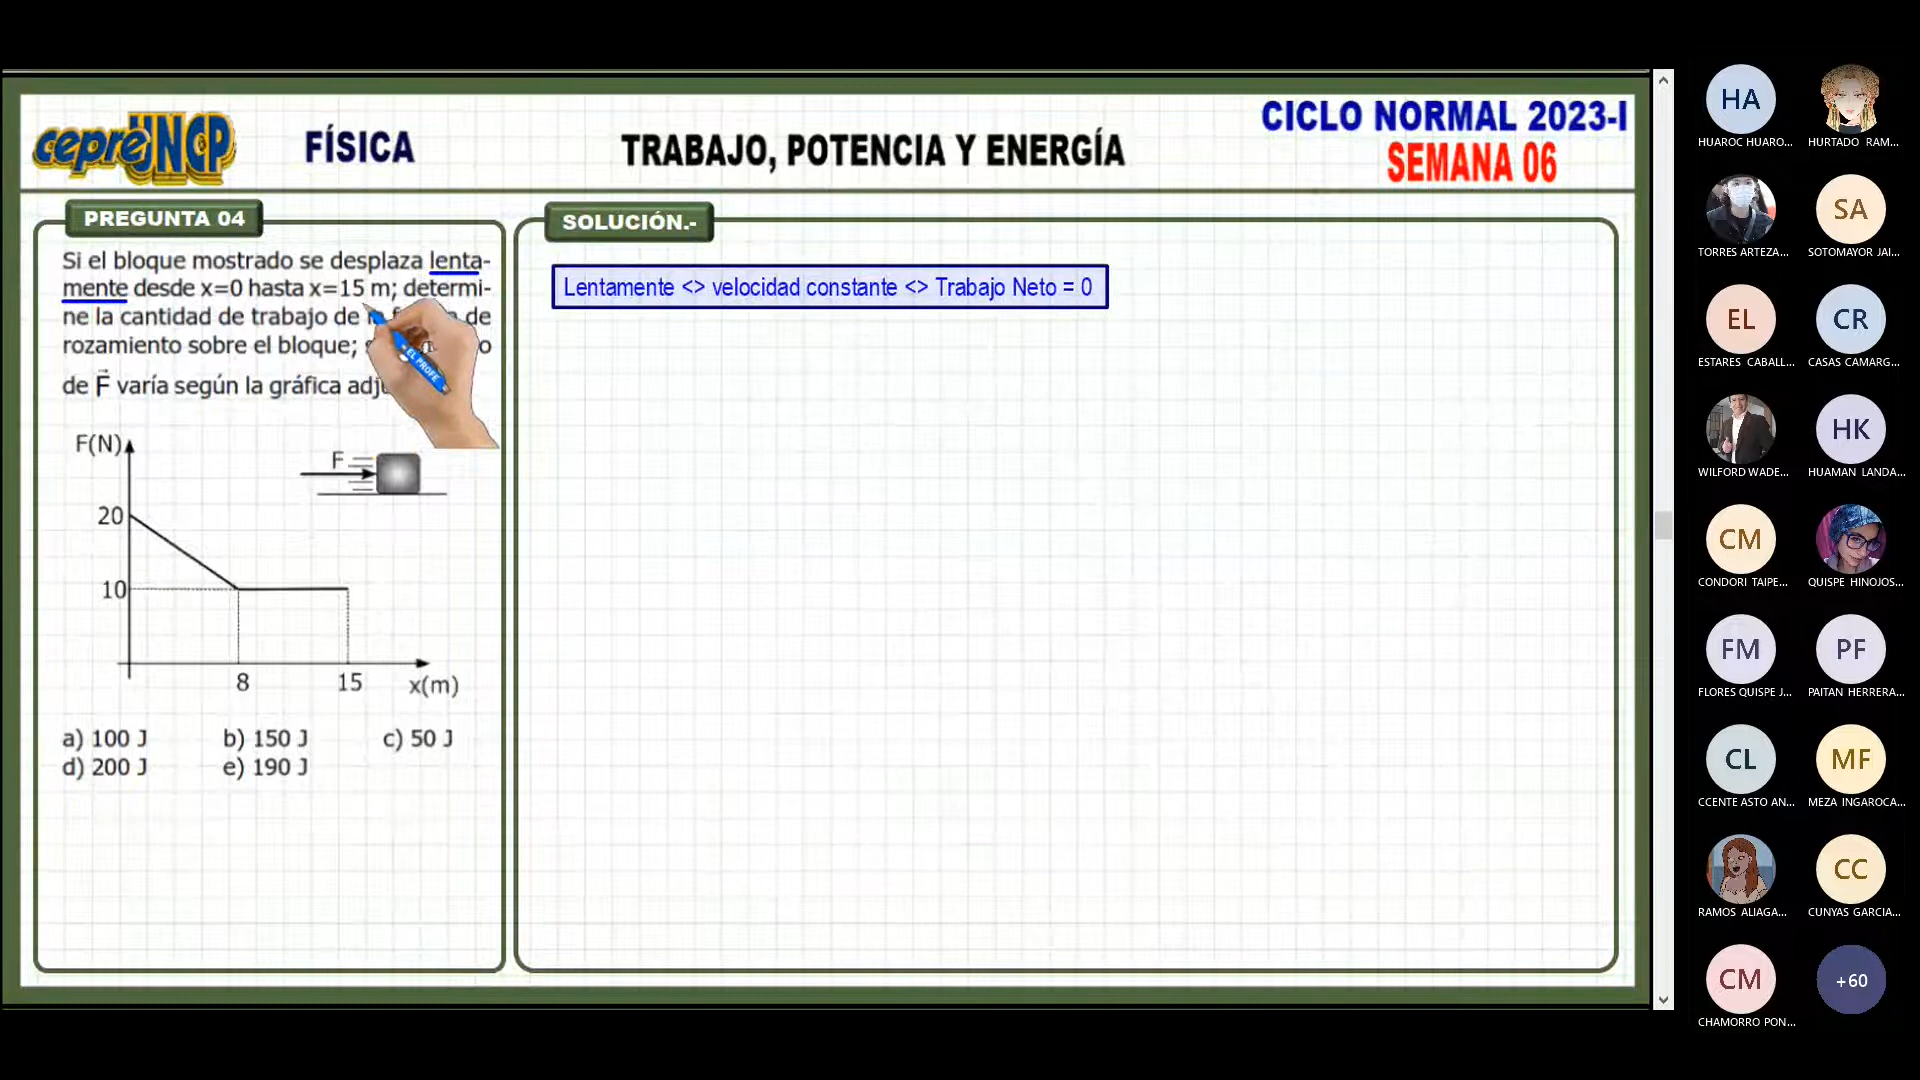 cepreUNCP
FÍSICA
TRABAJO, POTENCIA Y ENERGÍA
CICLO NORMAL 2023-I
SEMANA 06
PREGUNTA 04
Si el bloque mostrado se desplaza lenta-
mente desde x=0 hasta x=15 m; determi-
ne la cantidad de trabajo de de
rozamiento sobre el bloque;
de F varía según la gráfica
EL PROFE
F(N)
F
20
10
8
15
x(m)
a) 100 J
b) 150 J
c) 50 J
d) 200 J
e) 190 J
SOLUCIÓN.-
Lentamente <> velocidad constante <> Trabajo Neto = 0
HA
HUAROC HUARO...
HURTADO RAM...
TORRES ARTEZA...
SA
SOTOMAYOR JAI...
EL
ESTARES CABALL...
CR
CASAS CAMARG...
WILFORD WADE...
HK
HUAMAN LANDA...
CM
CONDORI TAIPE...
QUISPE HINOJOS...
FM
FLORES QUISPE J...
PF
PAITAN HERRERA...
CL
CCENTE ASTO AN...
MF
MEZA INGAROCA...
RAMOS ALIAGA...
CC
CUNYAS GARCIA...
CM
CHAMORRO PON...
+60